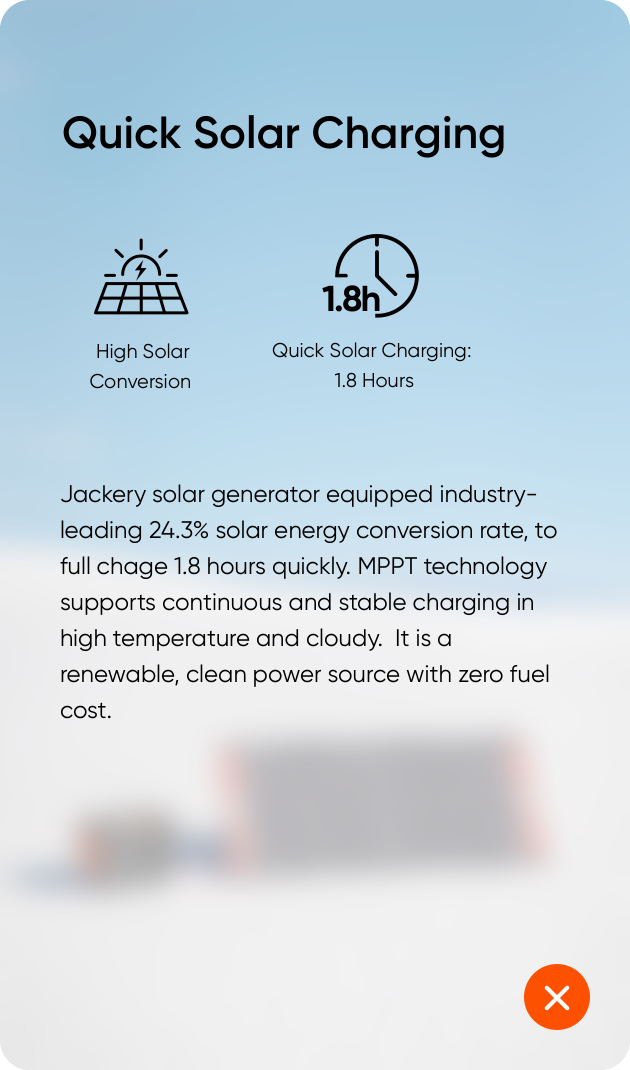 Quick Solar Charging
1.8h
High Solar
Conversion
Quick Solar Charging:
1.8 Hours
Jackery solar generator equipped industry-
leading 24.3% solar energy conversion rate, to
full chage 1.8 hours quickly. MPPT technology
supports continuous and stable charging in
high temperature and cloudy.  It is a
renewable, clean power source with zero fuel
cost.